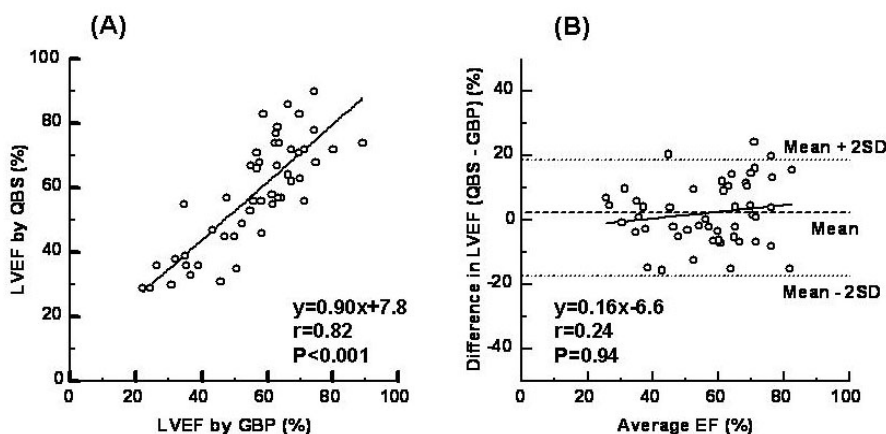 (A)
LVEF by QBS (%)
100
80
60
40
20
0
y=0.90x+7.8
r=0.82
P<0.001
0 20 40 60 80 100
LVEF by GBP (%)
(B)
Difference in LVEF (QBS - GBP) (%)
40
20
0
-20
-40
Mean + 2SD
Mean
Mean - 2SD
y=0.16x-6.6
r=0.24
P=0.94
0 20 40 60 80 100
Average EF (%)